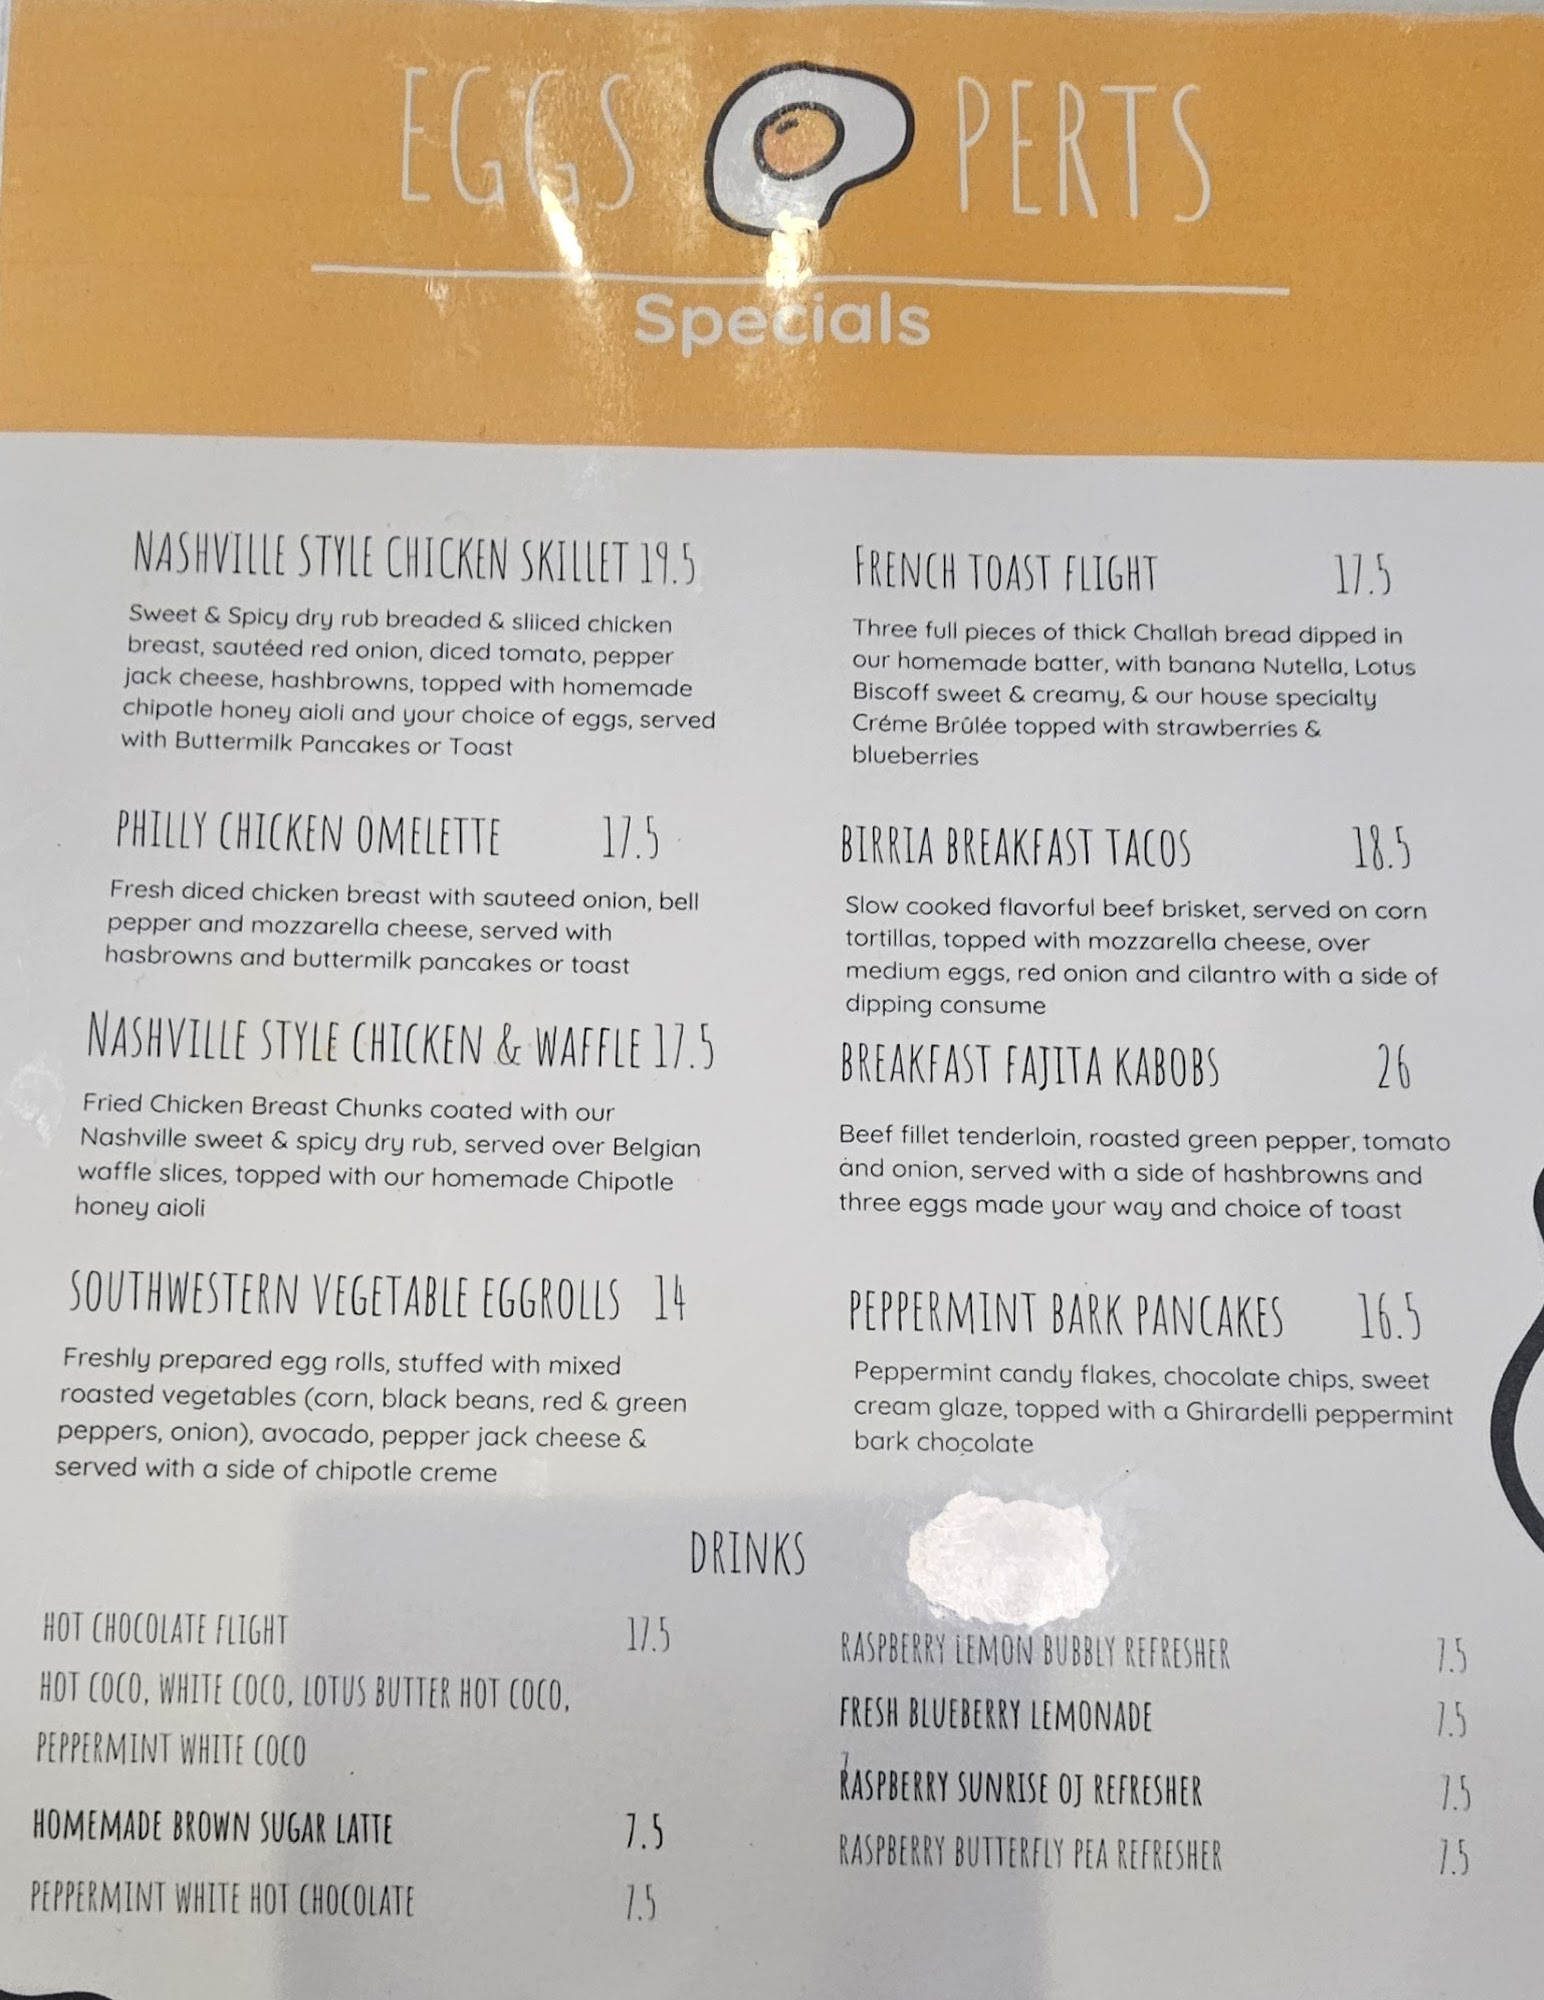 EGGS PERTS
Specials
NASHVILLE STYLE CHICKEN SKILLET 19.5
Sweet & Spicy dry rub breaded & sliiced chicken
breast, sautéed red onion, diced tomato, pepper
jack cheese, hashbrowns, topped with homemade
chipotle honey aioli and your choice of eggs, served
with Buttermilk Pancakes or Toast
PHILLY CHICKEN OMELETTE 17.5
Fresh diced chicken breast with sauteed onion, bell
pepper and mozzarella cheese, served with
hasbrowns and buttermilk pancakes or toast
NASHVILLE STYLE CHICKEN & WAFFLE 17.5
Fried Chicken Breast Chunks coated with our
Nashville sweet & spicy dry rub, served over Belgian
waffle slices, topped with our homemade Chipotle
honey aioli
SOUTHWESTERN VEGETABLE EGGROLLS 14
Freshly prepared egg rolls, stuffed with mixed
roasted vegetables (corn, black beans, red & green
peppers, onion), avocado, pepper jack cheese &
served with a side of chipotle creme
FRENCH TOAST FLIGHT 17.5
Three full pieces of thick Challah bread dipped in
our homemade batter, with banana Nutella, Lotus
Biscoff sweet & creamy, & our house specialty
Créme Brûlée topped with strawberries &
blueberries
BIRRIA BREAKFAST TACOS 18.5
Slow cooked flavorful beef brisket, served on corn
tortillas, topped with mozzarella cheese, over
medium eggs, red onion and cilantro with a side of
dipping consume
BREAKFAST FAJITA KABOBS 26
Beef fillet tenderloin, roasted green pepper, tomato
and onion, served with a side of hashbrowns and
three eggs made your way and choice of toast
PEPPERMINT BARK PANCAKES 16.5
Peppermint candy flakes, chocolate chips, sweet
cream glaze, topped with a Ghirardelli peppermint
bark chocolate
DRINKS
HOT CHOCOLATE FLIGHT 17.5
HOT COCO, WHITE COCO, LOTUS BUTTER HOT COCO,
PEPPERMINT WHITE COCO
HOMEMADE BROWN SUGAR LATTE 7.5
PEPPERMINT WHITE HOT CHOCOLATE 7.5
RASPBERRY LEMON BUBBLY REFRESHER 7.5
FRESH BLUEBERRY LEMONADE 7.5
7
RASPBERRY SUNRISE OJ REFRESHER 7.5
RASPBERRY BUTTERFLY PEA REFRESHER 7.5